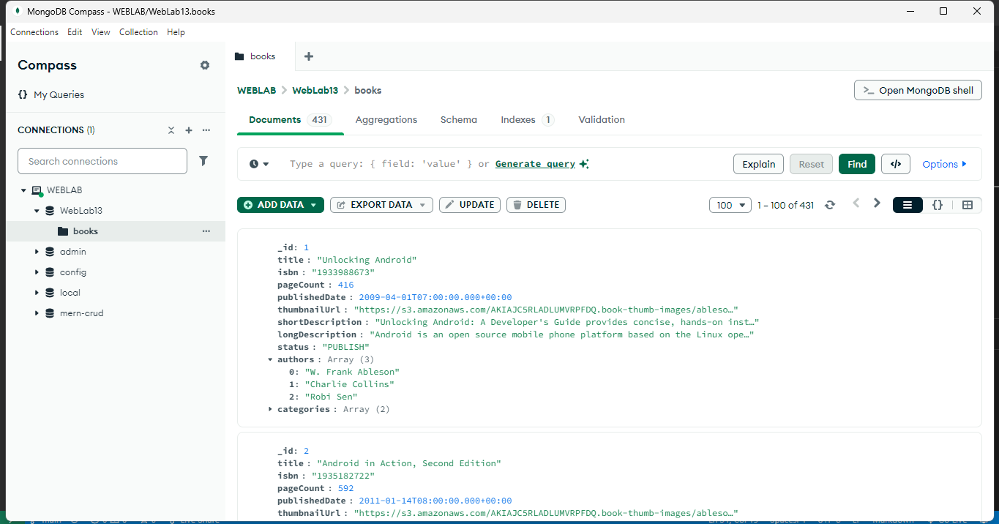 MongoDB Compass - WEBLAB/WebLab13.books
Connections Edit View Collection Help
Compass
{} My Queries
CONNECTIONS (1)
Search connections
WEBLAB
WebLab13
books
admin
config
local
mern-crud
books
WEBLAB > WebLab13 > books
>_ Open MongoDB shell
Documents 431 Aggregations Schema Indexes 1 Validation
Type a query: { field: 'value' } or Generate query
Explain Reset Find </> Options
ADD DATA EXPORT DATA UPDATE DELETE
100 1 – 100 of 431 {}
_id: 1
title : "Unlocking Android"
isbn : "1933988673"
pageCount : 416
publishedDate : 2009-04-01T07:00:00.000+00:00
thumbnailUrl : "https://s3.amazonaws.com/AKIAJC5RLADLUMVRPFDQ.book-thumb-images/ableso…"
shortDescription : "Unlocking Android: A Developer's Guide provides concise, hands-on inst…"
longDescription : "Android is an open source mobile phone platform based on the Linux ope…"
status : "PUBLISH"
authors : Array (3)
0: "W. Frank Ableson"
1: "Charlie Collins"
2: "Robi Sen"
categories : Array (2)
_id: 2
title : "Android in Action, Second Edition"
isbn : "1935182722"
pageCount : 592
publishedDate : 2011-01-14T08:00:00.000+00:00
thumbnailUrl : "https://s3.amazonaws.com/AKIAJC5RLADLUMVRPFDQ.book-thumb-images/ableso…"